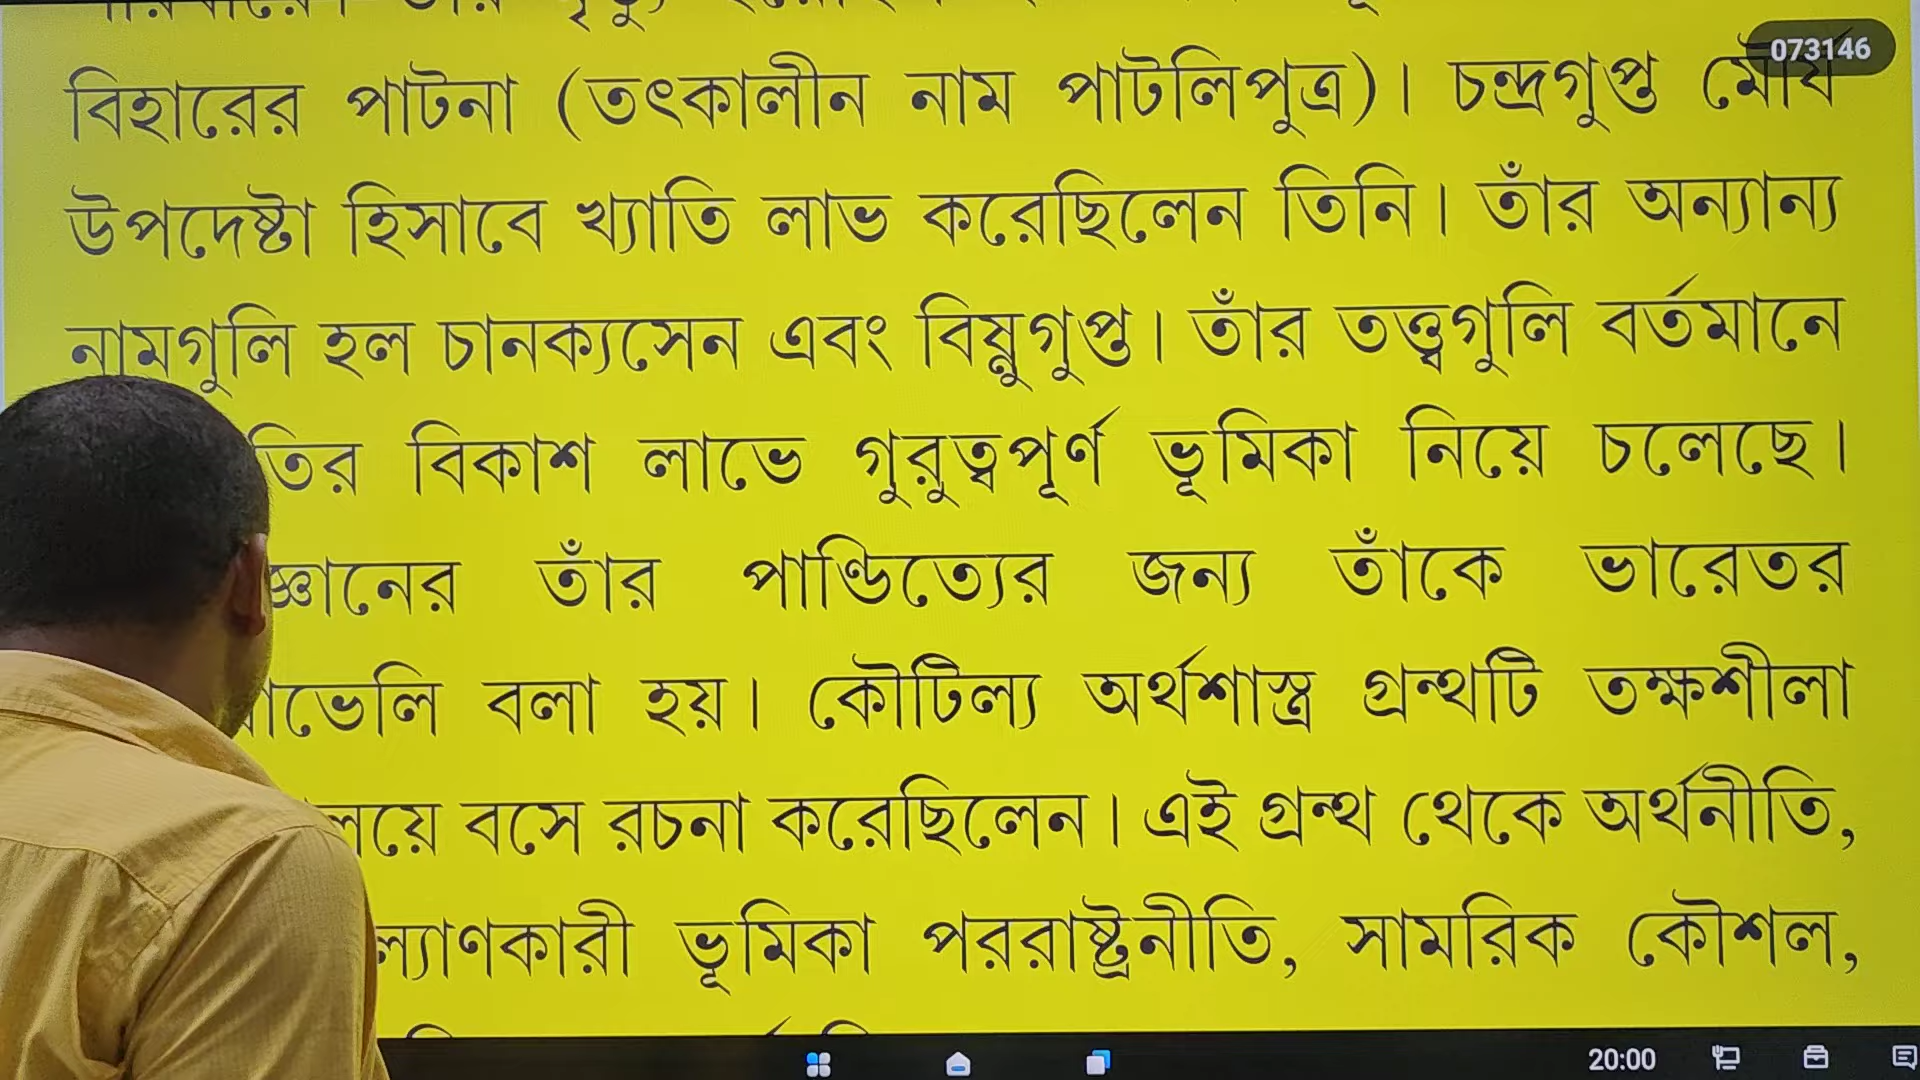 073146
বিহারের পাটনা (তৎকালীন নাম পাটলিপুত্র)। চন্দ্রগুপ্ত মৌর্য
উপদেষ্টা হিসাবে খ্যাতি লাভ করেছিলেন তিনি। তাঁর অন্যান্য
নামগুলি হল চানক্যসেন এবং বিষ্ণুগুপ্ত। তাঁর তত্ত্বগুলি বর্তমানে
বিকাশ লাভে গুরুত্বপূর্ণ ভূমিকা নিয়ে চলেছে।
তাঁর পাণ্ডিত্যের জন্য তাঁকে ভারেতর
বলা হয়। কৌটিল্য অর্থশাস্ত্র গ্রন্থটি তক্ষশীলা
বসে রচনা করেছিলেন। এই গ্রন্থ থেকে অর্থনীতি,
ভূমিকা পররাষ্ট্রনীতি, সামরিক কৌশল,
20:00